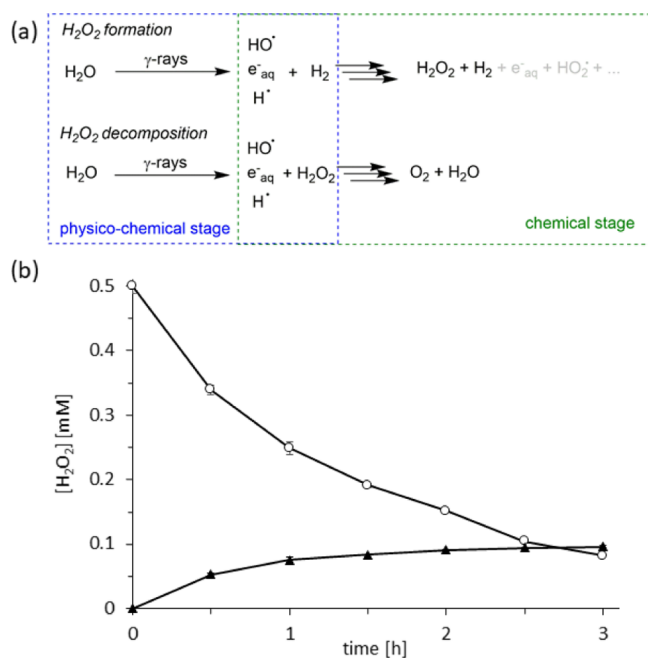 (a)
H₂O₂ formation
H₂O
γ-rays
HO•
e⁻aq + H₂
H•
H₂O₂ + H₂ + e⁻aq + HO₂• + ...
H₂O₂ decomposition
H₂O
γ-rays
HO•
e⁻aq + H₂O₂
H•
O₂ + H₂O
physico-chemical stage
chemical stage
(b)
[H₂O₂] [mM]
0.5
0.4
0.3
0.2
0.1
0
0 1 2 3
time [h]